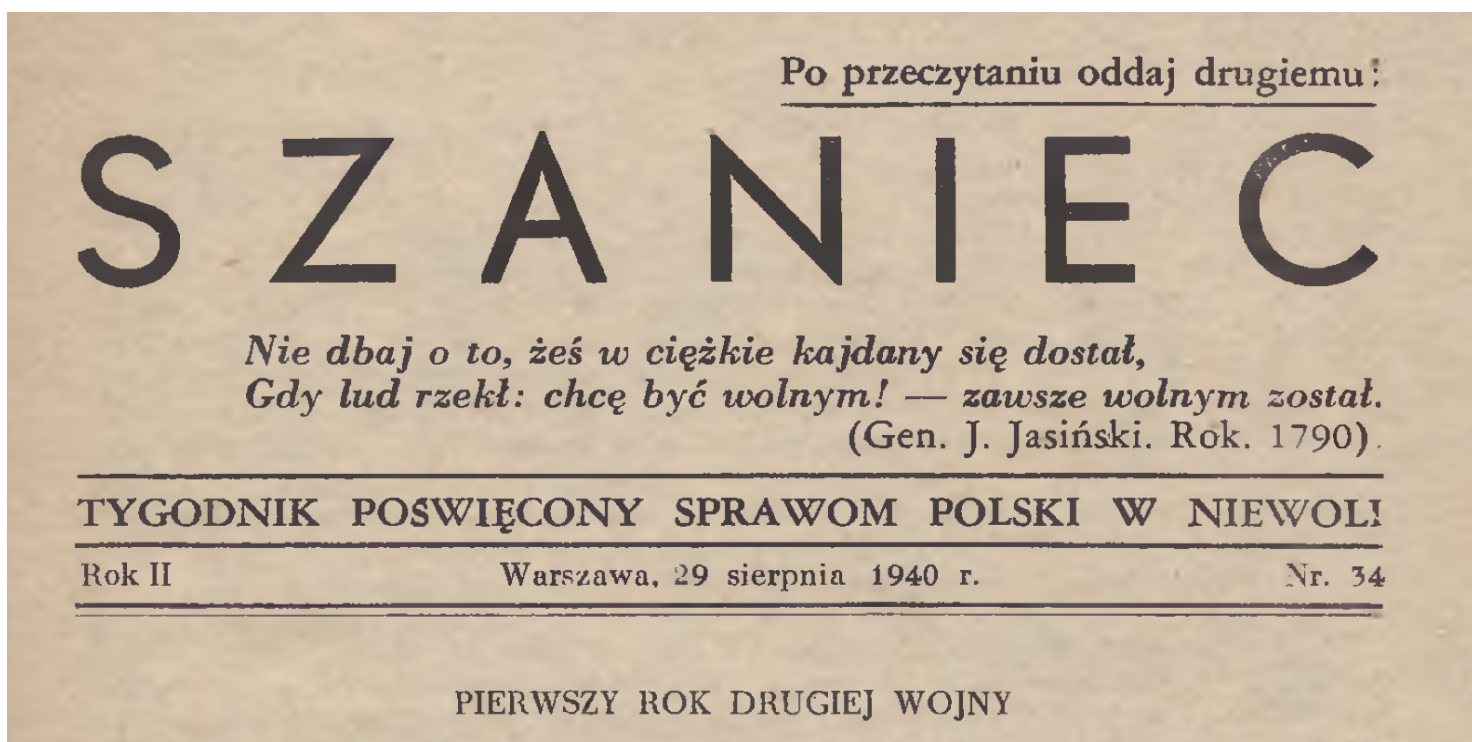 Po przeczytaniu oddaj drugiemu!
SZANIEC
Nie dbaj o to, żeś w ciężkie kajdany się dostał,
Gdy lud rzekł: chcę być wolnym! — zawsze wolnym został.
(Gen. J. Jasiński. Rok. 1790).
TYGODNIK POŚWIĘCONY SPRAWOM POLSKI W NIEWOLI
Rok II Warszawa, 29 sierpnia 1940 r. Nr. 34
PIERWSZY ROK DRUGIEJ WOJNY